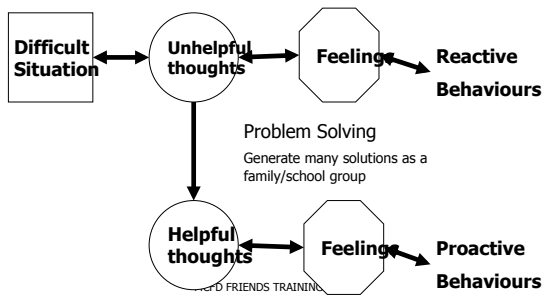 Difficult
Situation
Unhelpful
thoughts
Feelings
Reactive
Behaviours
Problem Solving
Generate many solutions as a
family/school group
Helpful
thoughts
Feelings
Proactive
Behaviours
FRIENDS TRAINING